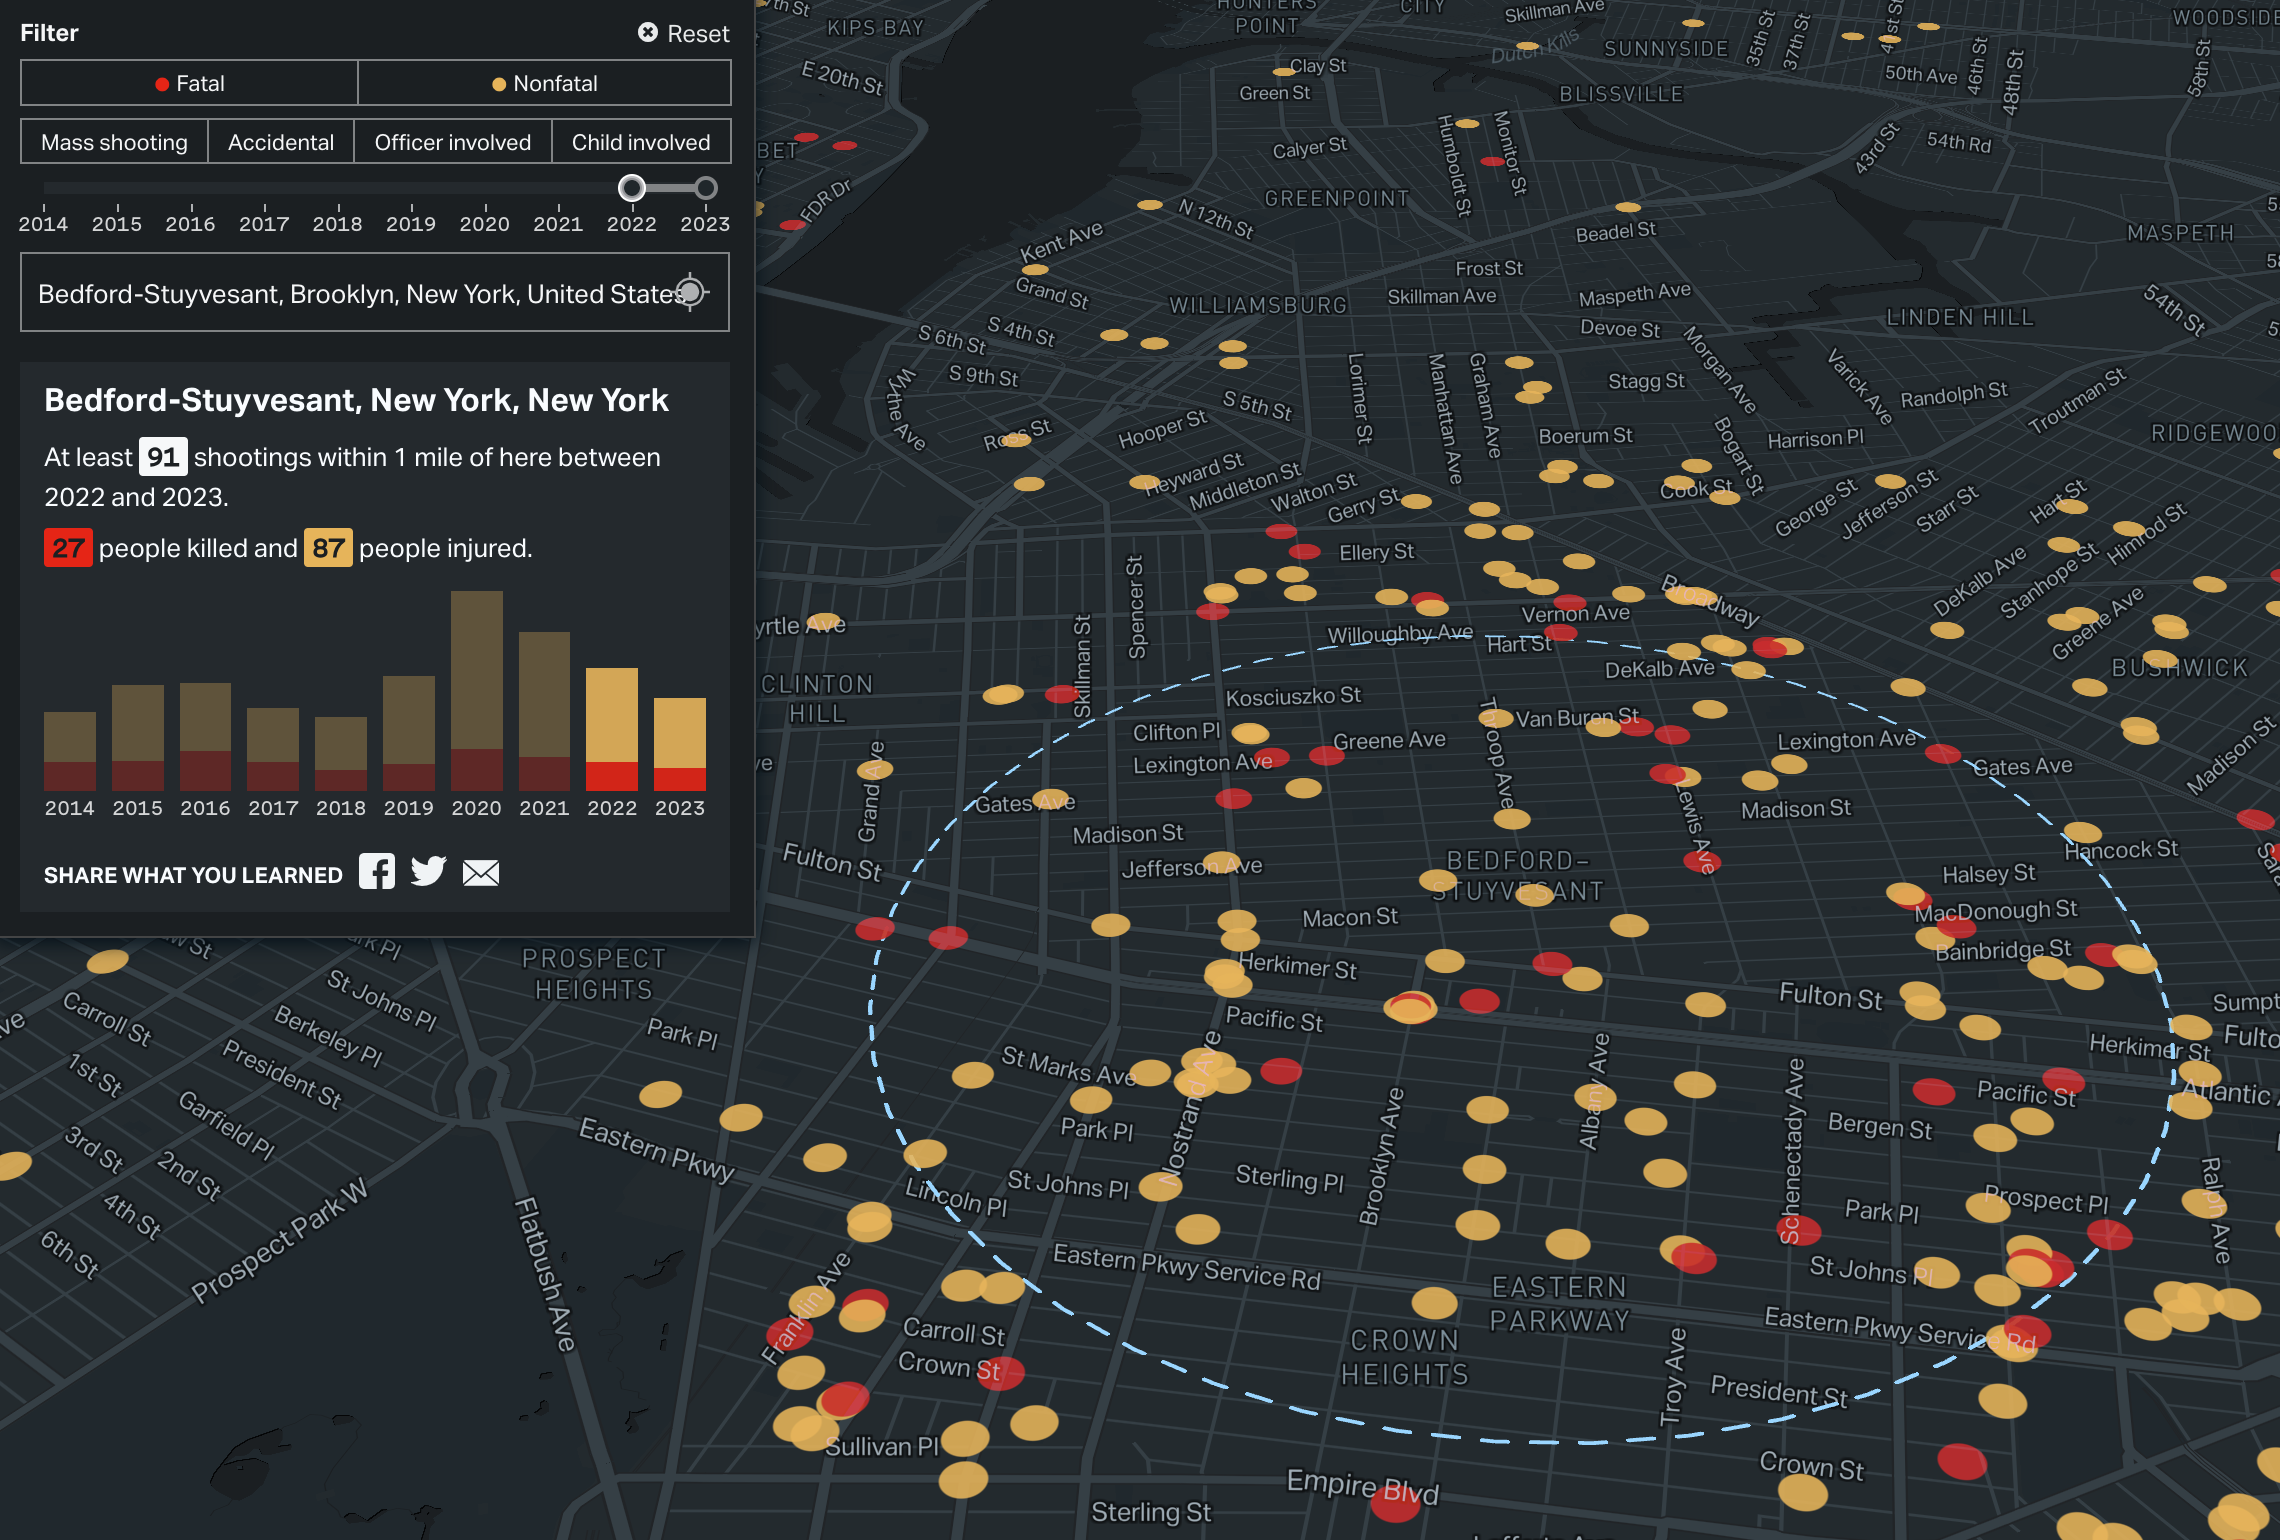 Filter
Reset
Fatal
Nonfatal
Mass shooting
Accidental
Officer involved
Child involved
2014 2015 2016 2017 2018 2019 2020 2021 2022 2023
Bedford-Stuyvesant, Brooklyn, New York, United States
Bedford-Stuyvesant, New York, New York
At least 91 shootings within 1 mile of here between
2022 and 2023.
27 people killed and 87 people injured.
2014 2015 2016 2017 2018 2019 2020 2021 2022 2023
SHARE WHAT YOU LEARNED
KIPS BAY
HUNTERS
POINT
CITY
Skillman Ave
Dutch Kills
SUNNYSIDE
35th St
37th St
41st St
WOODSIDE
E 20th St
Clay St
Green St
BLISSVILLE
50th Ave
46th St
48th St
58th St
Humboldt St
Monitor St
Calyer St
43rd St
54th Rd
FDR Dr
GREENPOINT
N 12th St
Kent Ave
Beadel St
MASPETH
Frost St
Grand St
WILLIAMSBURG
Skillman Ave
Maspeth Ave
54th St
S 6th St
S 4th St
Devoe St
LINDEN HILL
S 9th St
Wythe Ave
Lorimer St
Manhattan Ave
Graham Ave
Morgan Ave
Varick Ave
Stagg St
Randolph St
Troutman St
S 5th St
Ross St
Hooper St
Boerum St
Bogart St
Harrison Pl
RIDGEWOO
Heyward St
Middleton St
Walton St
Gerry St
Cook St
George St
Jefferson St
Starr St
Hart St
Himrod St
Ellery St
Spencer St
Broadway
DeKalb Ave
Stanhope St
Greene Ave
yrtle Ave
Skillman St
Willoughby Ave
Vernon Ave
Hart St
DeKalb Ave
BUSHWICK
CLINTON
HILL
Kosciuszko St
Throop Ave
Van Buren St
Clifton Pl
Greene Ave
Lexington Ave
Lexington Ave
Gates Ave
Madison St
Grand Ave
Gates Ave
Madison St
Lewis Ave
Madison St
Fulton St
Jefferson Ave
BEDFORD-
STUYVESANT
Hancock St
Halsey St
Macon St
MacDonough St
Bainbridge St
PROSPECT
HEIGHTS
St Johns Pl
Herkimer St
Fulton St
Carroll St
Berkeley Pl
Park Pl
Pacific St
Herkimer St
President St
1st St
St Marks Ave
Nostrand Ave
Albany Ave
Schenectady Ave
Pacific St
Garfield Pl
3rd St
2nd St
Eastern Pkwy
Park Pl
Brooklyn Ave
Bergen St
4th St
Prospect Park W
Lincoln Pl
St Johns Pl
Sterling Pl
Prospect Pl
Park Pl
Ralph Ave
6th St
Flatbush Ave
Franklin Ave
Eastern Pkwy Service Rd
EASTERN
PARKWAY
St Johns Pl
Eastern Pkwy Service Rd
Carroll St
Crown St
CROWN
HEIGHTS
Troy Ave
President St
Sullivan Pl
Crown St
Empire Blvd
Sterling St